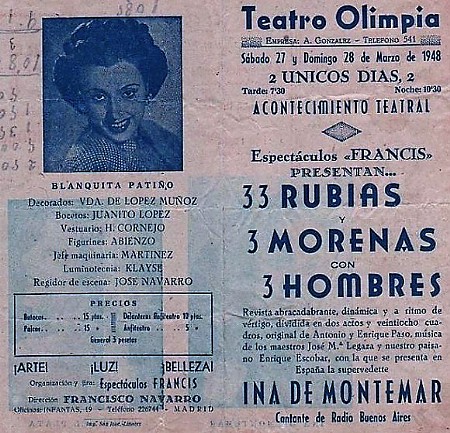 BLANQUITA PATIÑO
Decorados: VDA. DE LOPEZ MUÑOZ
Bocetos: JUANITO LOPEZ
Vestuario: H. CORNEJO
Figurines: ABIENZO
Jefe maquinaria: MARTINEZ
Luminotecnia: KLAYSE
Regidor de escena: JOSE NAVARRO
PRECIOS
Butacas 15 ptas. Delanteras Anfiteatro 10 ptas.
Palcos 15 » Anfiteatro 5 »
General 3 pesetas
¡ARTE! ¡LUZ! ¡BELLEZA!
Organización y pro: Espectáculos FRANCIS
Director: FRANCISCO NAVARRO
Oficinas: INFANTAS, 19 - Teléfono 226744 - MADRID
Teatro Olimpia
EMPRESA: A. GONZALEZ - TELEFONO 541
Sábado 27 y Domingo 28 de Marzo de 1948
2 UNICOS DIAS, 2
Tarde: 7'30 Noche: 10'30
ACONTECIMIENTO TEATRAL
Espectáculos «FRANCIS»
PRESENTAN...
33 RUBIAS
Y
3 MORENAS
CON
3 HOMBRES
Revista abracadabrante, dinámica y a ritmo de
vértigo, dividida en dos actos y veintiocho cua-
dros, original de Antonio y Enrique Paso, música
de los maestros José M.ª Legaza y nuestro paisa-
no Enrique Escobar, con la que se presenta en
España la supervedette
INA DE MONTEMAR
Cantante de Radio Buenos Aires